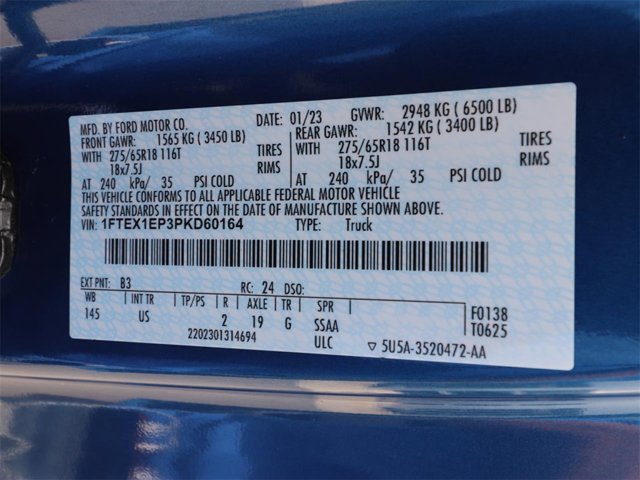 MFD. BY FORD MOTOR CO. DATE: 01/23 GVWR: 2948 KG ( 6500 LB)
FRONT GAWR: 1565 KG ( 3450 LB) REAR GAWR: 1542 KG ( 3400 LB)
WITH 275/65R18 116T TIRES WITH 275/65R18 116T TIRES
18x7.5J RIMS 18x7.5J RIMS
AT 240 kPa/ 35 PSI COLD AT 240 kPa/ 35 PSI COLD
THIS VEHICLE CONFORMS TO ALL APPLICABLE FEDERAL MOTOR VEHICLE
SAFETY STANDARDS IN EFFECT ON THE DATE OF MANUFACTURE SHOWN ABOVE.
VIN: 1FTEX1EP3PKD60164 TYPE: Truck
EXT PNT: B3 RC: 24 DSO:
WB INT TR TP/PS R AXLE TR SPR F0138
145 US 2 19 G SSAA T0625
2202301314694 ULC ▽ 5U5A-3520472-AA